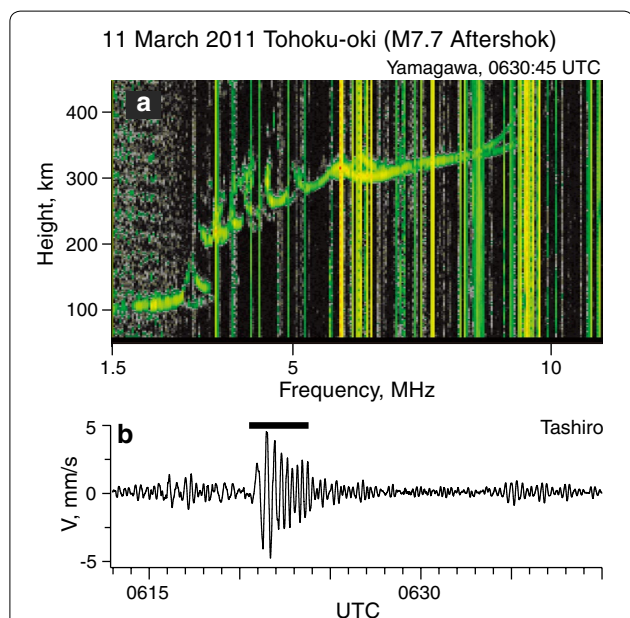 11 March 2011 Tohoku-oki (M7.7 Aftershok)
Yamagawa, 0630:45 UTC
a
400
300
200
100
Height, km
1.5 5 10
Frequency, MHz
b
Tashiro
5
0
-5
V, mm/s
0615 0630
UTC